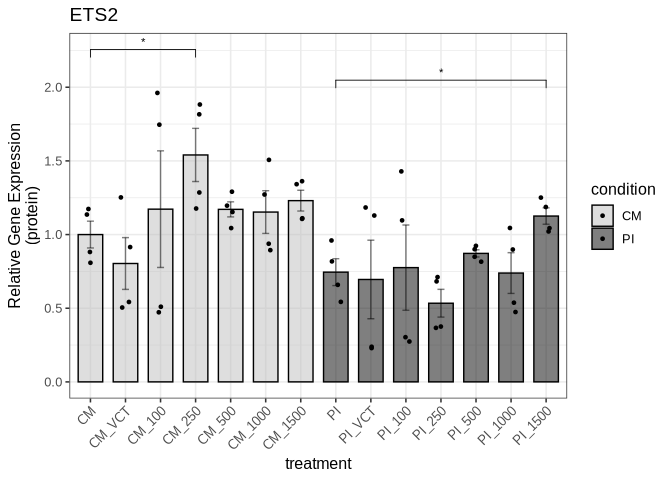 ETS2
*
*
Relative Gene Expression
(protein)
2.0
1.5
1.0
0.5
0.0
CM
CM_VCT
CM_100
CM_250
CM_500
CM_1000
CM_1500
PI
PI_VCT
PI_100
PI_250
PI_500
PI_1000
PI_1500
treatment
condition
CM
PI